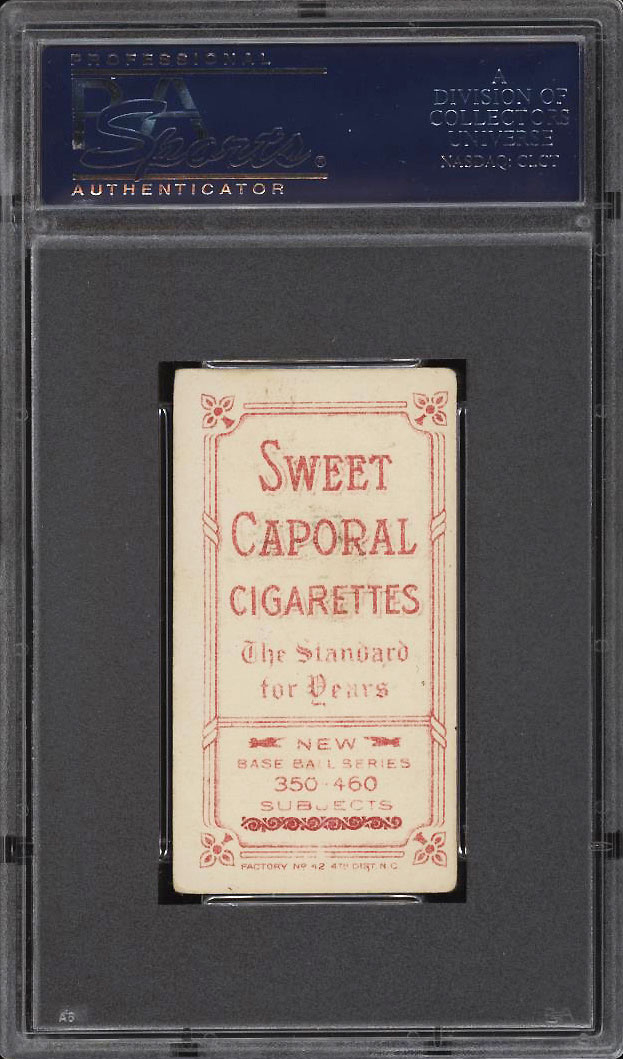 PROFESSIONAL
PSA
Sports®
AUTHENTICATOR
A
DIVISION OF
COLLECTORS
UNIVERSE
NASDAQ: CLCT
SWEET
CAPORAL
CIGARETTES
The Standard
for Years
NEW
BASE BALL SERIES
350-460
SUBJECTS
FACTORY No 42 4TH DIST. N.C.
A6